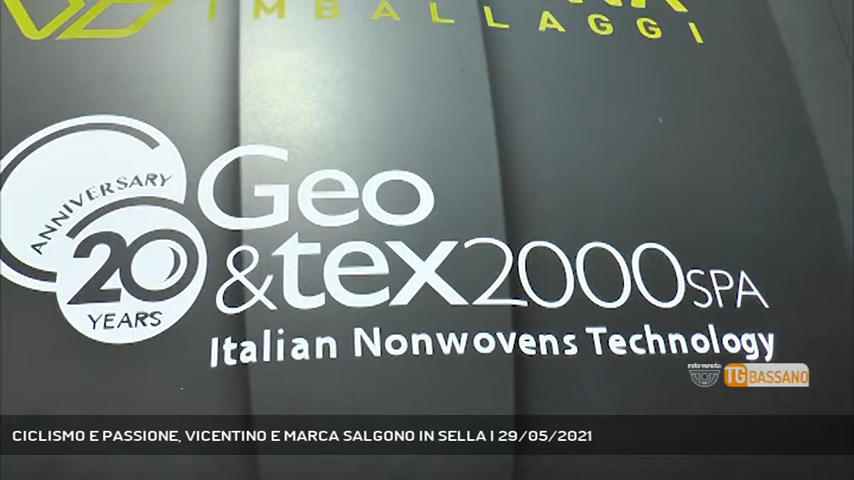 IMBALLAGGI
ANNIVERSARY
20
YEARS
Geo
&tex2000SPA
Italian Nonwovens Technology
reteveneta
TG BASSANO
CICLISMO E PASSIONE, VICENTINO E MARCA SALGONO IN SELLA | 29/05/2021